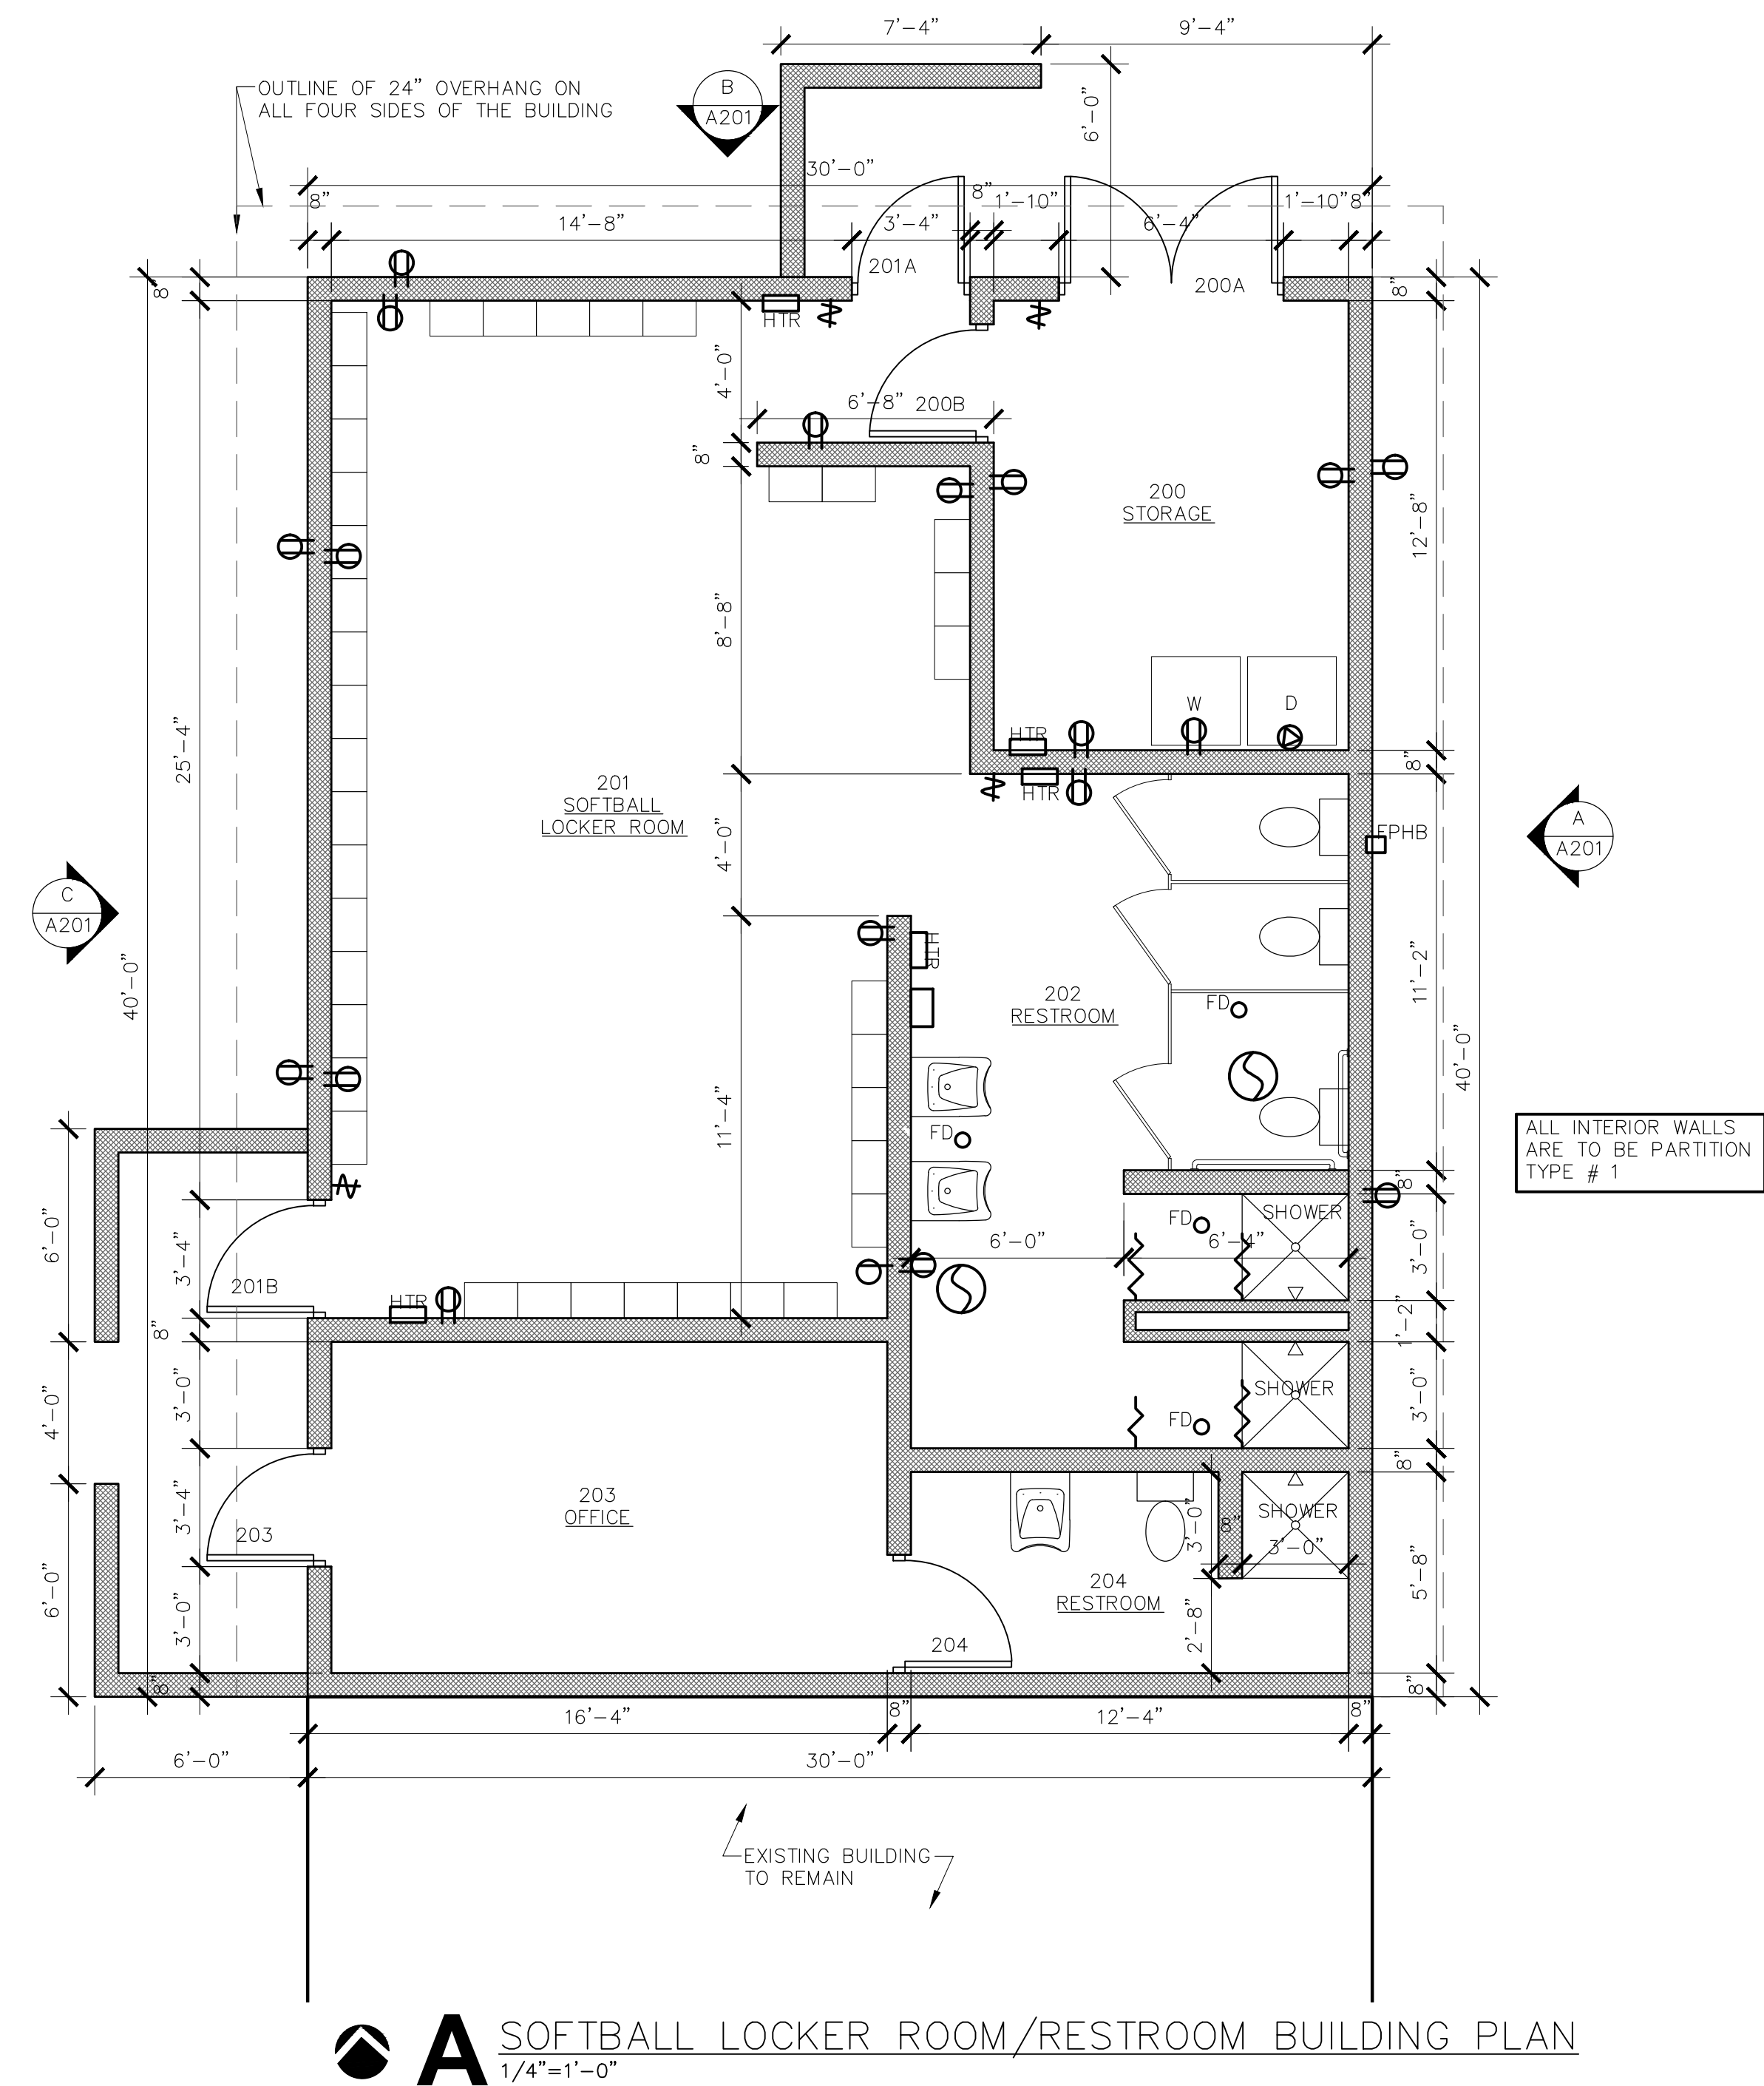 7'-4"
9'-4"
OUTLINE OF 24" OVERHANG ON
ALL FOUR SIDES OF THE BUILDING
B
A201
6'-0"
30'-0"
8"
14'-8"
3'-4"
8"
1'-10"
6'-4"
1'-10"
8"
201A
200A
8"
8"
HTR
4'-0"
6'-8"
200B
8"
200
STORAGE
12'-8"
8'-8"
25'-4"
W
D
HTR
8"
HTR
201
SOFTBALL
LOCKER ROOM
4'-0"
FPHB
A
A201
C
A201
40'-0"
HTR
202
RESTROOM
FD
11'-2"
40'-0"
11'-4"
FD
ALL INTERIOR WALLS
ARE TO BE PARTITION
TYPE # 1
8"
6'-0"
3'-4"
201B
HTR
6'-0"
FD
SHOWER
6'-4"
3'-0"
8"
1'-2"
4'-0"
3'-0"
SHOWER
FD
3'-0"
8"
203
OFFICE
3'-4"
203
3'-0"
8"
SHOWER
3'-0"
204
RESTROOM
5'-8"
6'-0"
3'-0"
2'-8"
204
8"
8"
16'-4"
8"
12'-4"
8"
6'-0"
30'-0"
EXISTING BUILDING
TO REMAIN
A
SOFTBALL LOCKER ROOM/RESTROOM BUILDING PLAN
1/4"=1'-0"